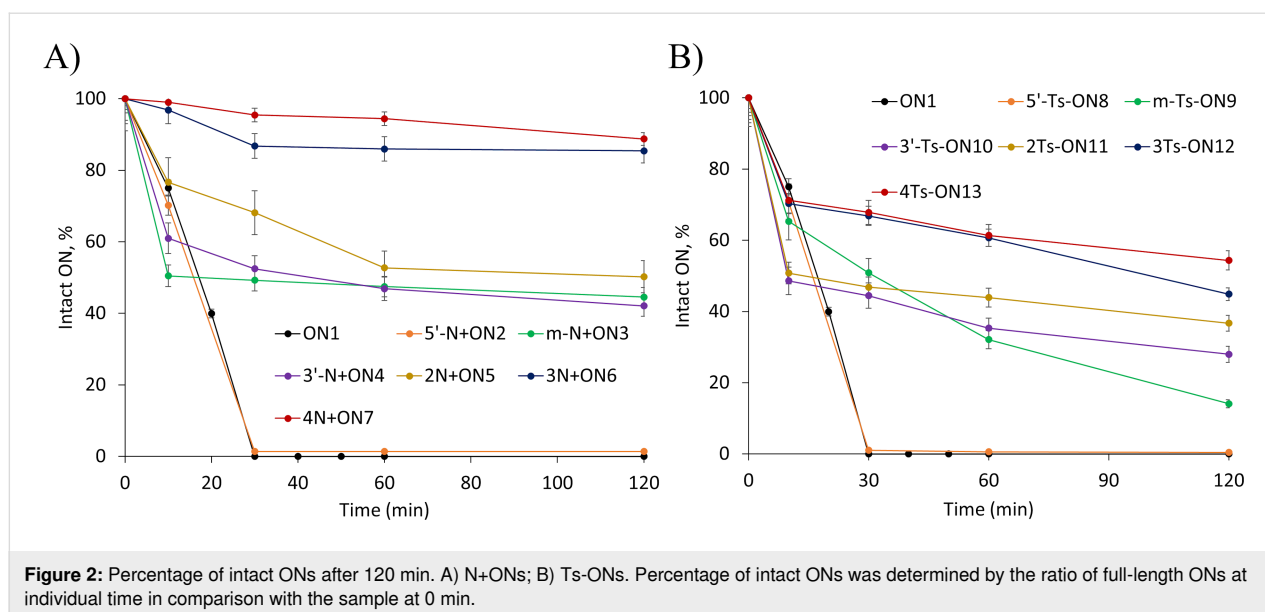 A)
Intact ON, %
100
80
60
40
20
0
0 20 40 60 80 100 120
Time (min)
ON1 5'-N+ON2 m-N+ON3
3'-N+ON4 2N+ON5 3N+ON6
4N+ON7
B)
Intact ON, %
100
80
60
40
20
0
0 30 60 90 120
Time (min)
ON1 5'-Ts-ON8 m-Ts-ON9
3'-Ts-ON10 2Ts-ON11 3Ts-ON12
4Ts-ON13
Figure 2: Percentage of intact ONs after 120 min. A) N+ONs; B) Ts-ONs. Percentage of intact ONs was determined by the ratio of full-length ONs at
individual time in comparison with the sample at 0 min.